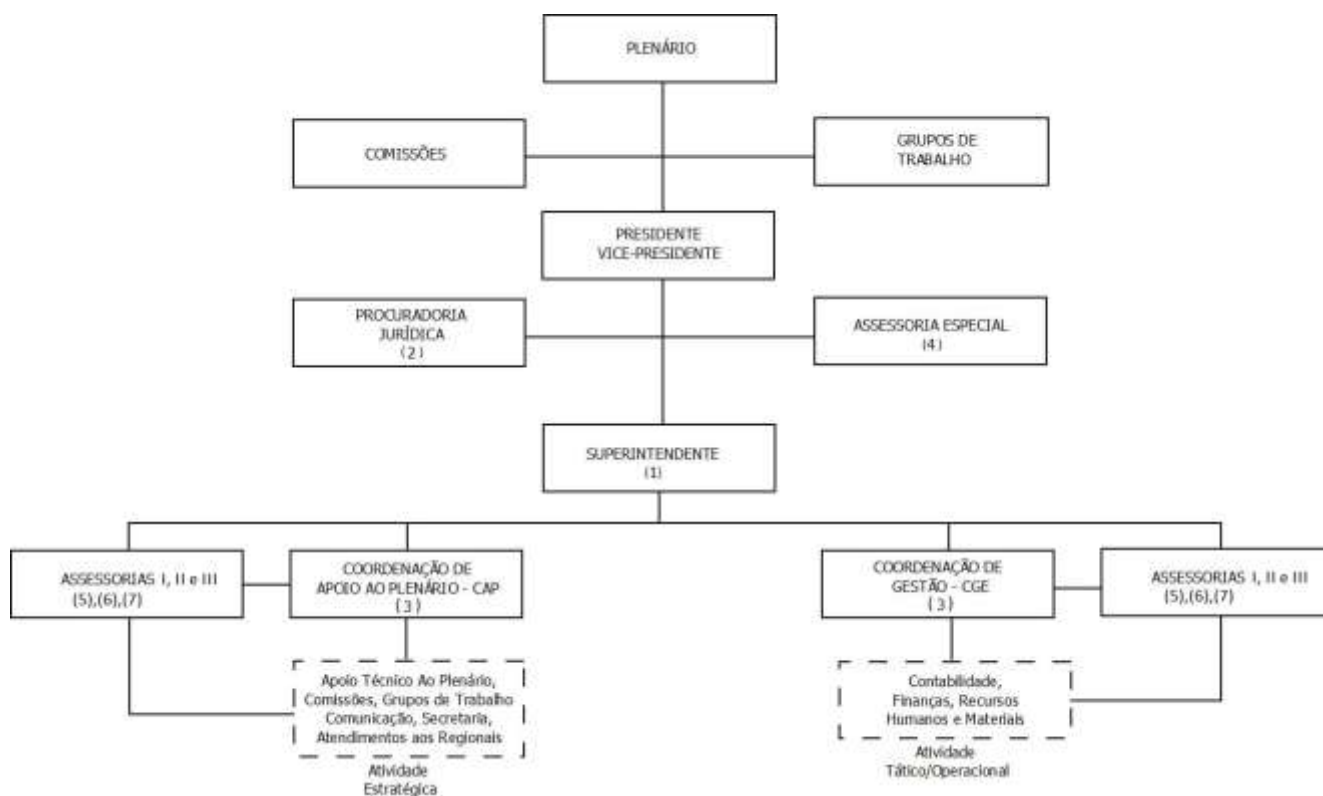 PLENÁRIO
COMISSÕES
GRUPOS DE
TRABALHO
PRESIDENTE
VICE-PRESIDENTE
PROCURADORIA
JURÍDICA
(2)
ASSESSORIA ESPECIAL
(4)
SUPERINTENDENTE
(1)
ASSESSORIAS I, II e III
(5),(6),(7)
COORDENAÇÃO DE
APOIO AO PLENÁRIO - CAP
(3)
COORDENAÇÃO DE
GESTÃO - CGE
(3)
ASSESSORIAS I, II e III
(5),(6),(7)
Apoio Técnico Ao Plenário,
Comissões, Grupos de Trabalho
Comunicação, Secretaria,
Atendimentos aos Regionais
Atividade
Estratégica
Contabilidade,
Finanças, Recursos
Humanos e Materiais
Atividade
Tático/Operacional